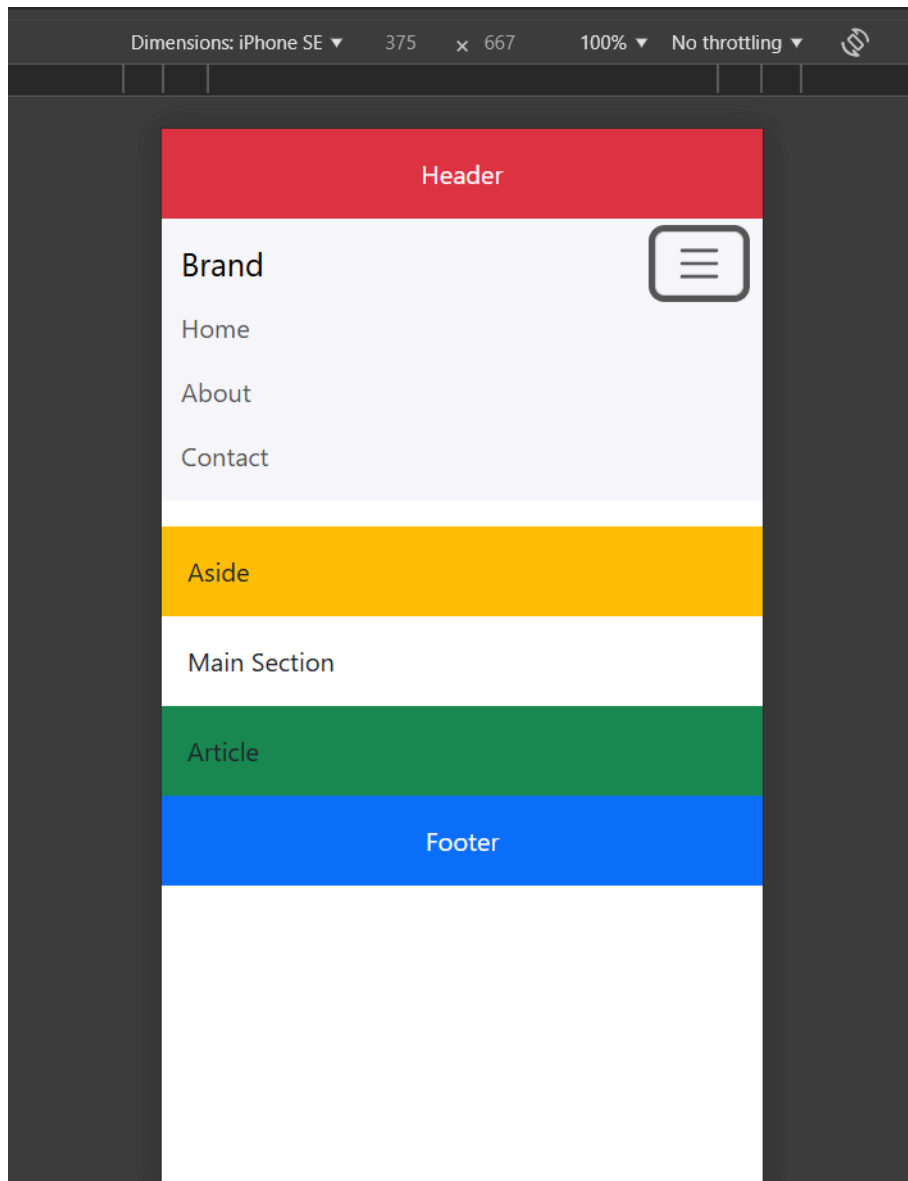 Dimensions: iPhone SE ▼ 375 × 667 100% ▼ No throttling ▼
Header
Brand
Home
About
Contact
Aside
Main Section
Article
Footer